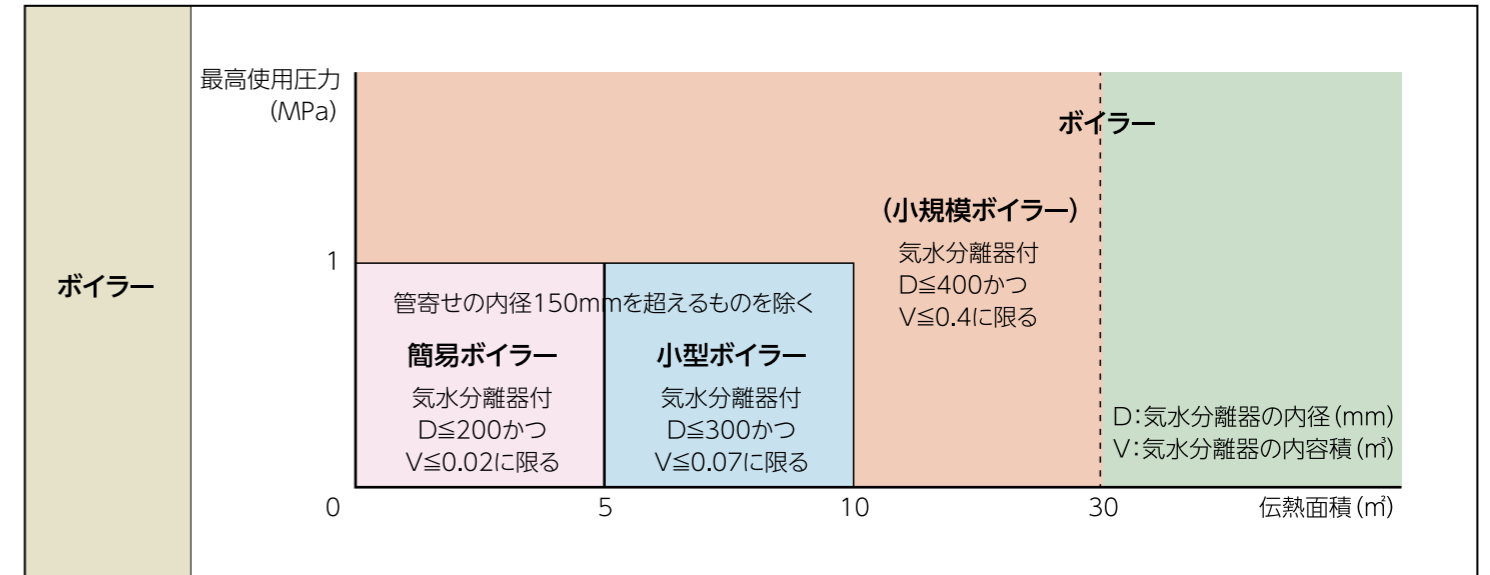 ボイラー
最高使用圧力
(MPa)
ボイラー
(小規模ボイラー)
気水分離器付
D≦400かつ
V≦0.4に限る
1
管寄せの内径150mmを超えるものを除く
簡易ボイラー
気水分離器付
D≦200かつ
V≦0.02に限る
小型ボイラー
気水分離器付
D≦300かつ
V≦0.07に限る
D:気水分離器の内径(mm)
V:気水分離器の内容積(㎥)
0
5
10
30
伝熱面積(㎡)